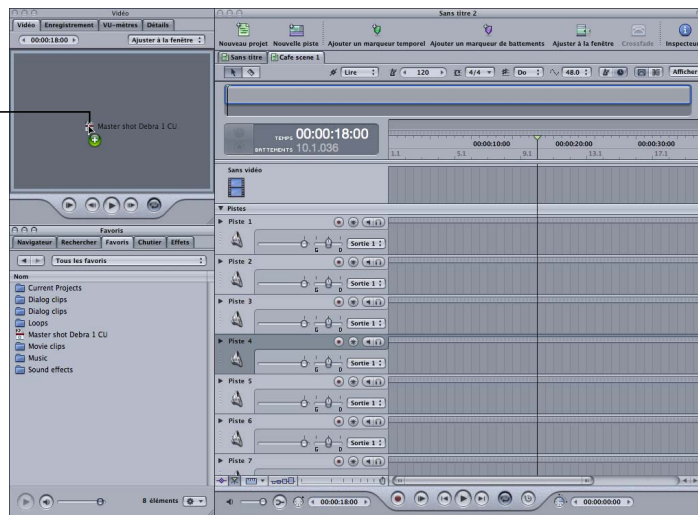 Vidéo
Vidéo Enregistrement VU-mètres Détails
00:00:18:00 Ajuster à la fenêtre
Master shot Debra 1 CU
Favoris
Navigateur Rechercher Favoris Chutier Effets
Tous les favoris
Nom
Current Projects
Dialog clips
Dialog clips
Loops
Master shot Debra 1 CU
Movie clips
Music
Sound effects
8 éléments
Sans titre 2
Nouveau projet Nouvelle piste Ajouter un marqueur temporel Ajouter un marqueur de battements Ajuster à la fenêtre Crossfade Inspecteur
Sans titre Cafe scene 1
Lire 120 4/4 Do 48.0 Afficher
TEMPS 00:00:18:00
BATTEMENTS 10.1.036
00:00:10:00 00:00:20:00 00:00:30:00
1.1 5.1 9.1 13.1 17.1
Sans vidéo
Pistes
Piste 1
G D Sortie 1
Piste 2
G D Sortie 1
Piste 3
G D Sortie 1
Piste 4
G D Sortie 1
Piste 5
G D Sortie 1
Piste 6
G D Sortie 1
Piste 7
00:00:18:00 00:00:00:00